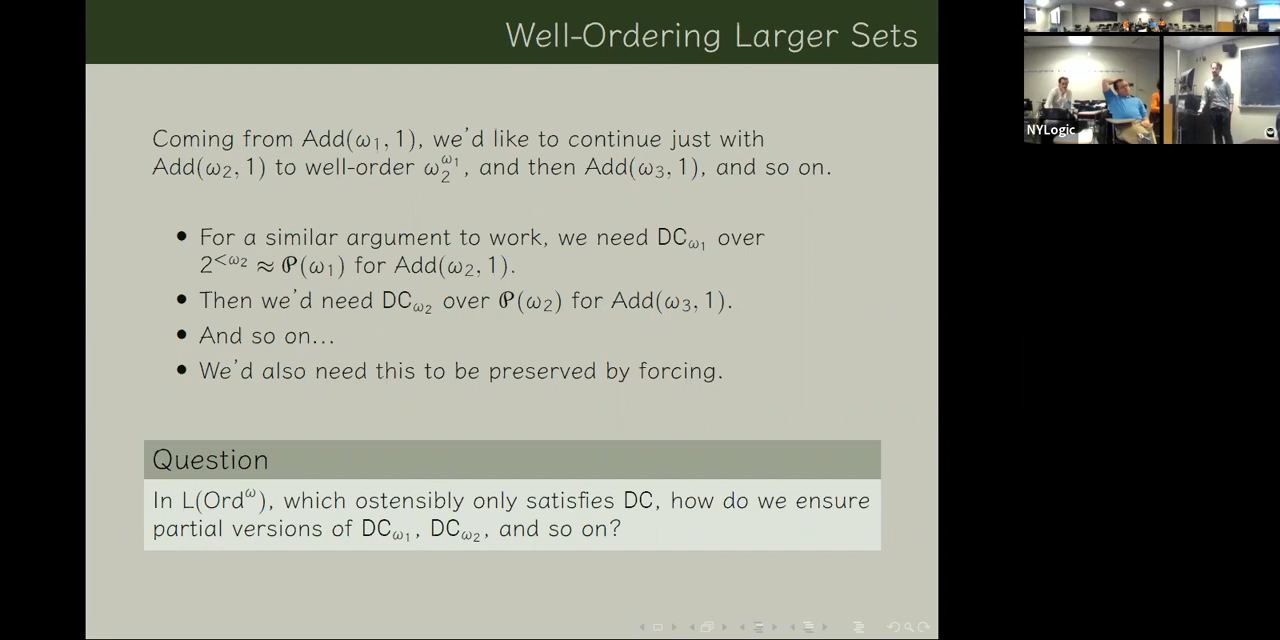 Well-Ordering Larger Sets
Coming from Add(ω₁, 1), we'd like to continue just with
Add(ω₂, 1) to well-order ω₂^ω₁, and then Add(ω₃, 1), and so on.
• For a similar argument to work, we need DC_ω₁ over
2^<ω₂ ≈ 𝒫(ω₁) for Add(ω₂, 1).
• Then we'd need DC_ω₂ over 𝒫(ω₂) for Add(ω₃, 1).
• And so on...
• We'd also need this to be preserved by forcing.
Question
In L(Ord^ω), which ostensibly only satisfies DC, how do we ensure
partial versions of DC_ω₁, DC_ω₂, and so on?
NYLogic